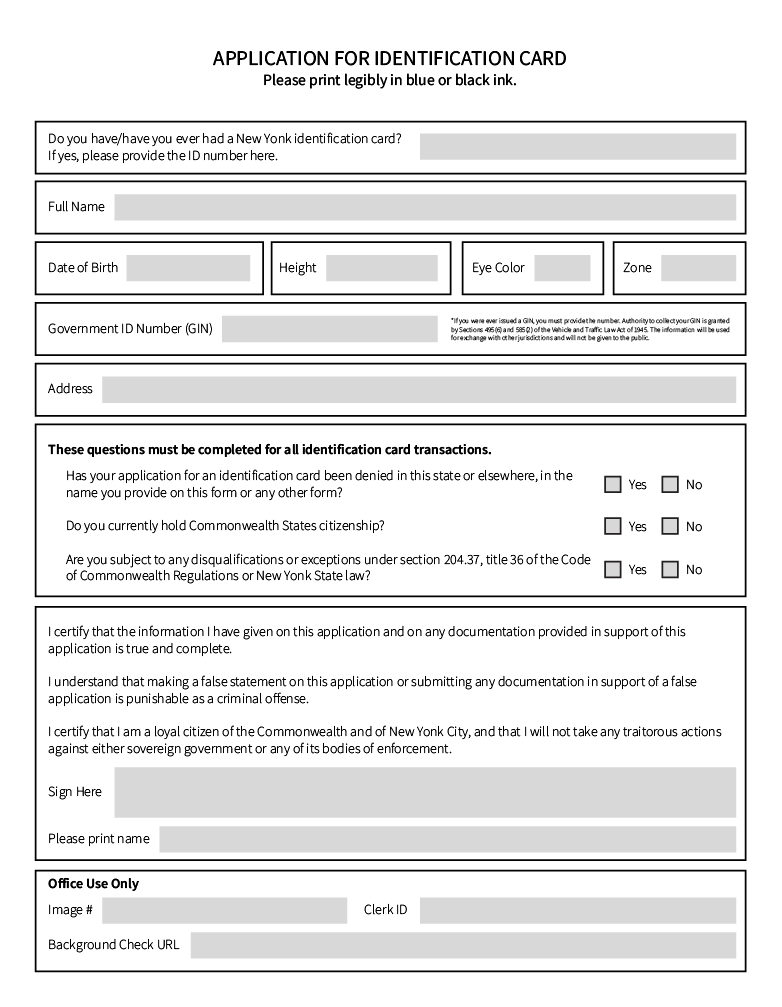 APPLICATION FOR IDENTIFICATION CARD
Please print legibly in blue or black ink.
Do you have/have you ever had a New York identification card?
If yes, please provide the ID number here.
Full Name
Date of Birth
Height
Eye Color
Zone
Government ID Number (GIN)
*If you were ever issued a GIN, you must provide the number. Authority to collect your GIN is granted
by Sections 495(6) and 585(2) of the Vehicle and Traffic Law Act of 1945. The information will be used
for exchange with other jurisdictions and will not be given to the public.
Address
These questions must be completed for all identification card transactions.
Has your application for an identification card been denied in this state or elsewhere, in the
name you provide on this form or any other form?
Yes No
Do you currently hold Commonwealth States citizenship?
Yes No
Are you subject to any disqualifications or exceptions under section 204.37, title 36 of the Code
of Commonwealth Regulations or New York State law?
Yes No
I certify that the information I have given on this application and on any documentation provided in support of this
application is true and complete.
I understand that making a false statement on this application or submitting any documentation in support of a false
application is punishable as a criminal offense.
I certify that I am a loyal citizen of the Commonwealth and of New York City, and that I will not take any traitorous actions
against either sovereign government or any of its bodies of enforcement.
Sign Here
Please print name
Office Use Only
Image #
Clerk ID
Background Check URL